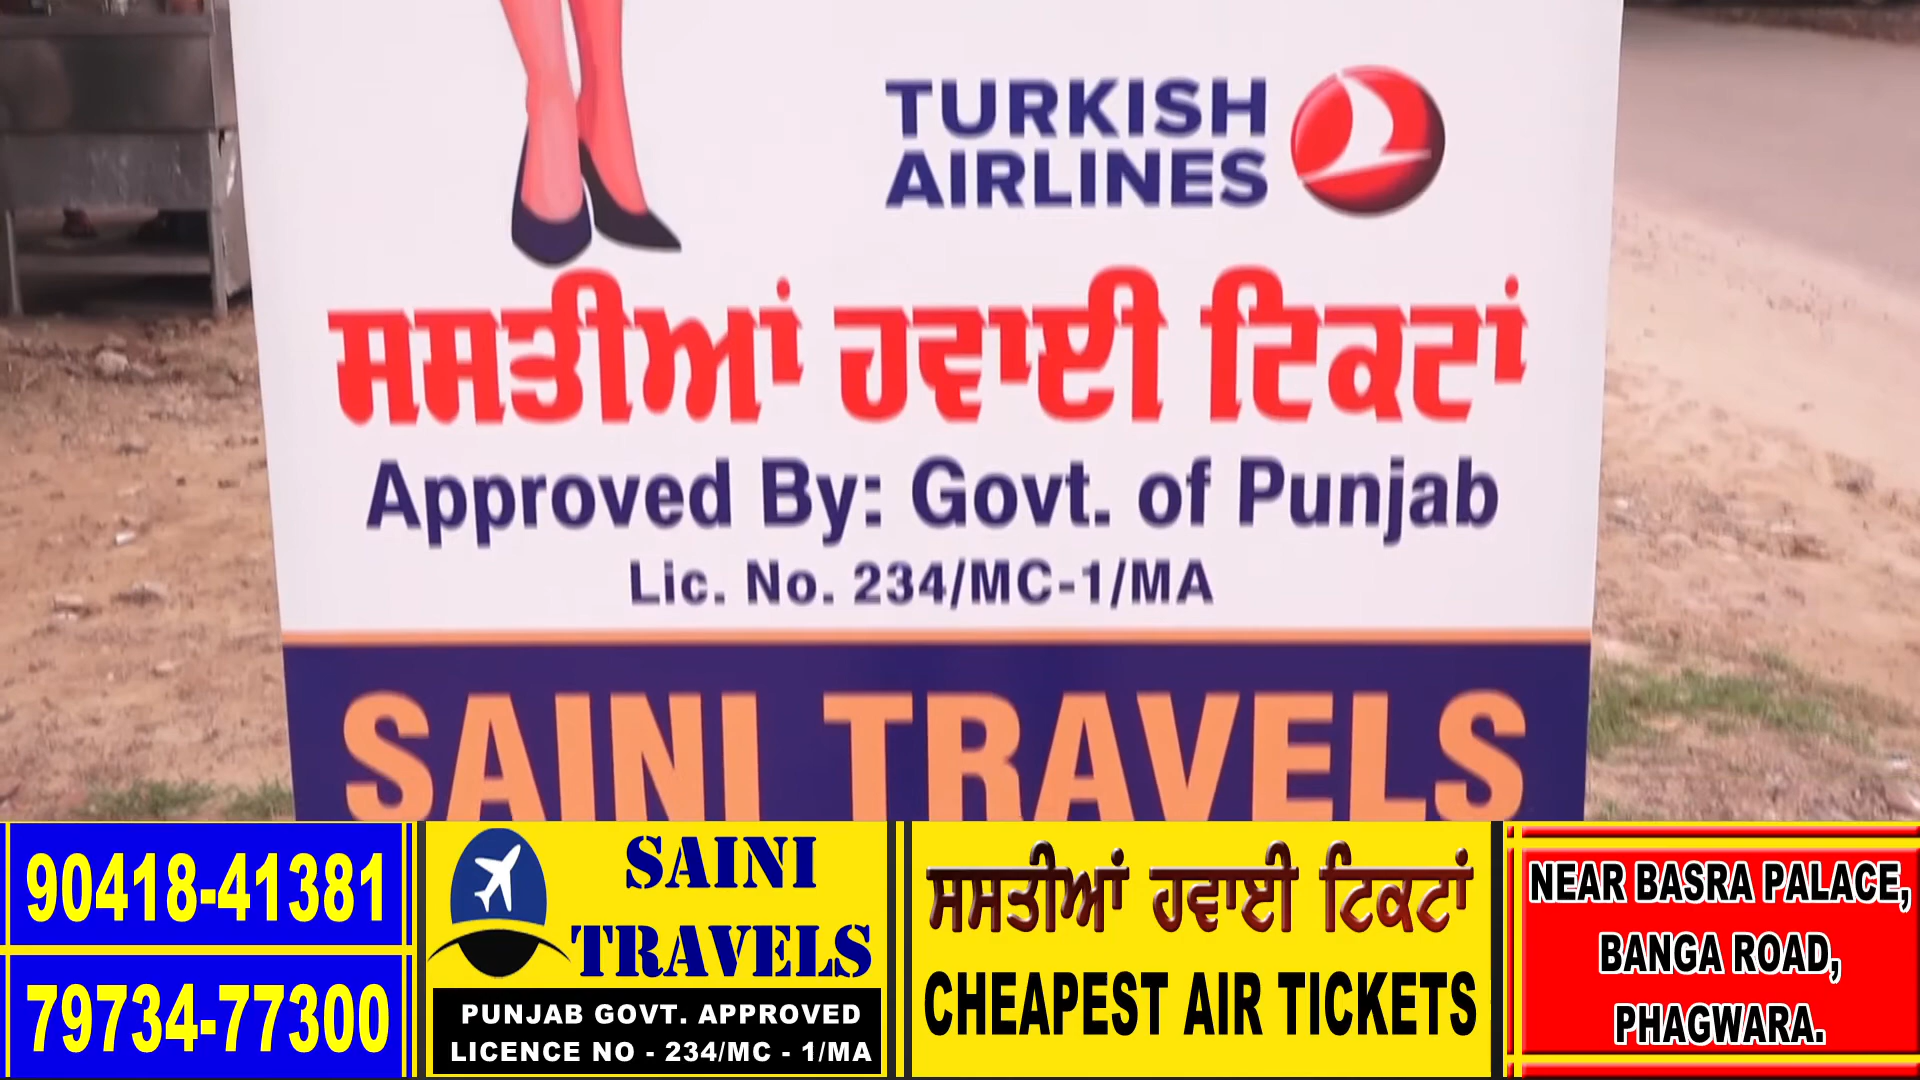 TURKISH
AIRLINES
ਸਸਤੀਆਂ ਹਵਾਈ ਟਿਕਟਾਂ
Approved By: Govt. of Punjab
Lic. No. 234/MC-1/MA
SAINI TRAVELS
90418-41381
79734-77300
SAINI
TRAVELS
PUNJAB GOVT. APPROVED
LICENCE NO - 234/MC - 1/MA
ਸਸਤੀਆਂ ਹਵਾਈ ਟਿਕਟਾਂ
CHEAPEST AIR TICKETS
NEAR BASRA PALACE,
BANGA ROAD,
PHAGWARA.